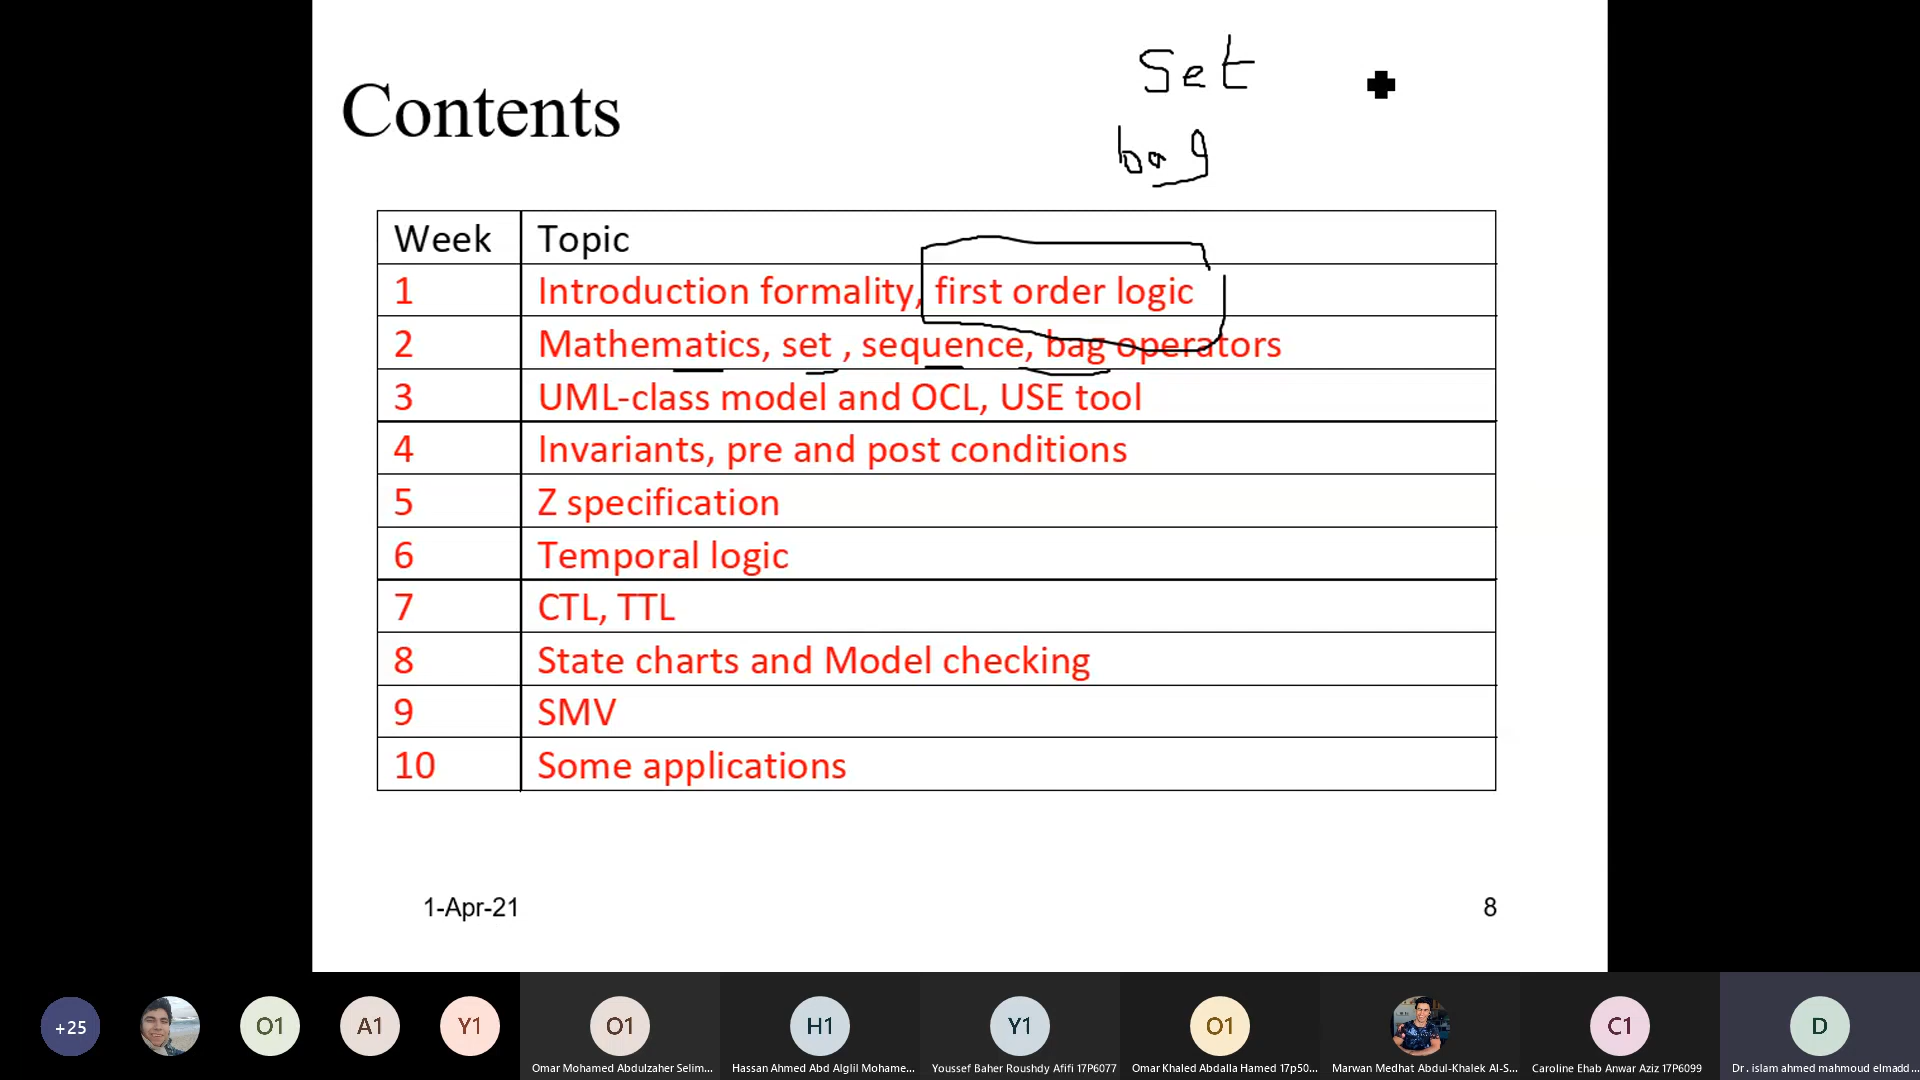 Set
Contents
bag
Week Topic
1 Introduction formality, first order logic
2 Mathematics, set , sequence, bag operators
3 UML-class model and OCL, USE tool
4 Invariants, pre and post conditions
5 Z specification
6 Temporal logic
7 CTL, TTL
8 State charts and Model checking
9 SMV
10 Some applications
1-Apr-21 8
+25 O1 A1 Y1 O1 H1 Y1 O1 C1 D
Omar Mohamed Abdulzaher Selim... Hassan Ahmed Abd Alglil Mohame... Youssef Baher Roushdy Afifi 17P6077 Omar Khaled Abdalla Hamed 17p50... Marwan Medhat Abdul-Khalek Al-S... Caroline Ehab Anwar Aziz 17P6099 Dr. islam ahmed mahmoud elmadd...